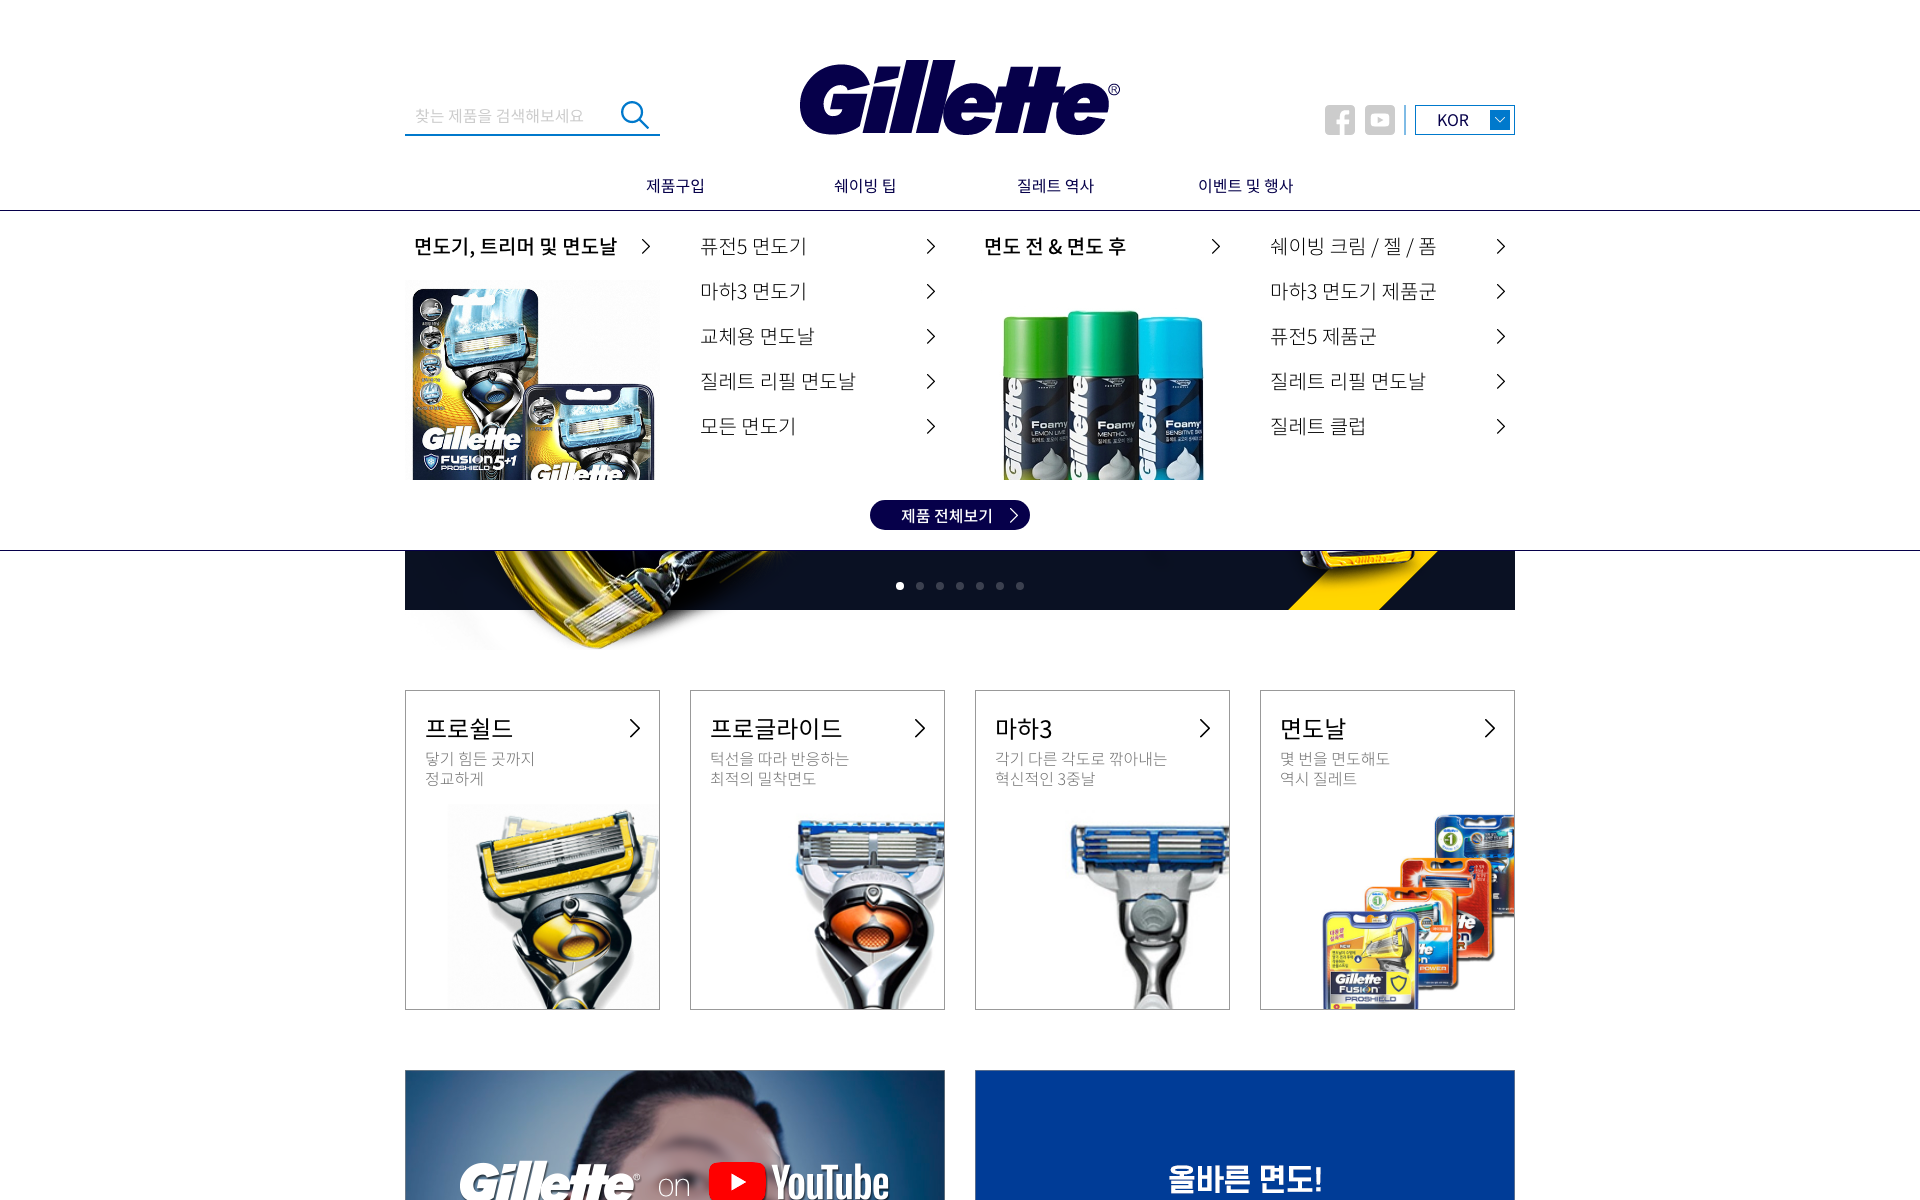 찾는 제품을 검색해보세요
Gillette®
KOR
제품구입
쉐이빙 팁
질레트 역사
이벤트 및 행사
면도기, 트리머 및 면도날
퓨전5 면도기
마하3 면도기
교체용 면도날
질레트 리필 면도날
모든 면도기
면도 전 & 면도 후
쉐이빙 크림 / 젤 / 폼
마하3 면도기 제품군
퓨전5 제품군
질레트 리필 면도날
질레트 클럽
Gillette
FUSION 5+1
PROSHIELD
Gillette
Gillette
Foamy
LEMON LIME
Gillette
Foamy
MENTHOL
Gillette
Foamy
SENSITIVE SKIN
제품 전체보기
프로쉴드
닿기 힘든 곳까지
정교하게
프로글라이드
턱선을 따라 반응하는
최적의 밀착면도
마하3
각기 다른 각도로 깎아내는
혁신적인 3중날
면도날
몇 번을 면도해도
역시 질레트
POWER
Gillette
FUSION
PROSHIELD
Gillette® on YouTube
올바른 면도!